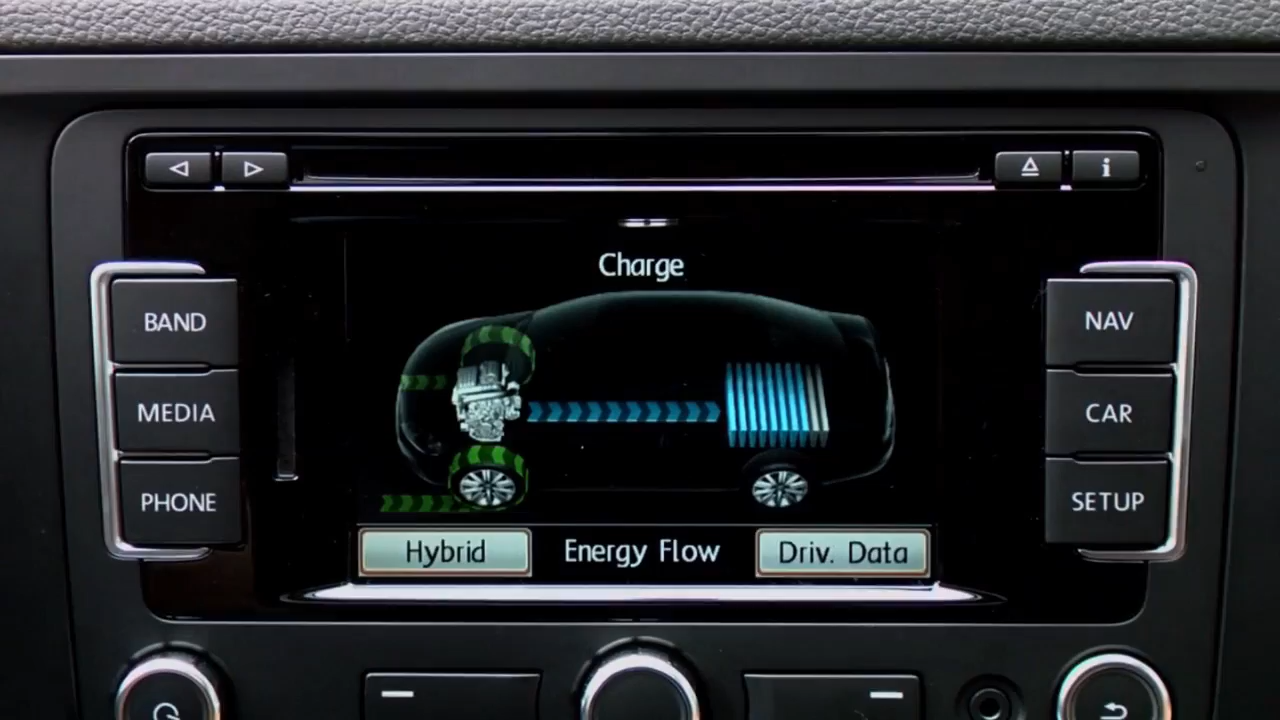 i
Charge
BAND
NAV
MEDIA
CAR
PHONE
SETUP
Hybrid
Energy Flow
Driv. Data